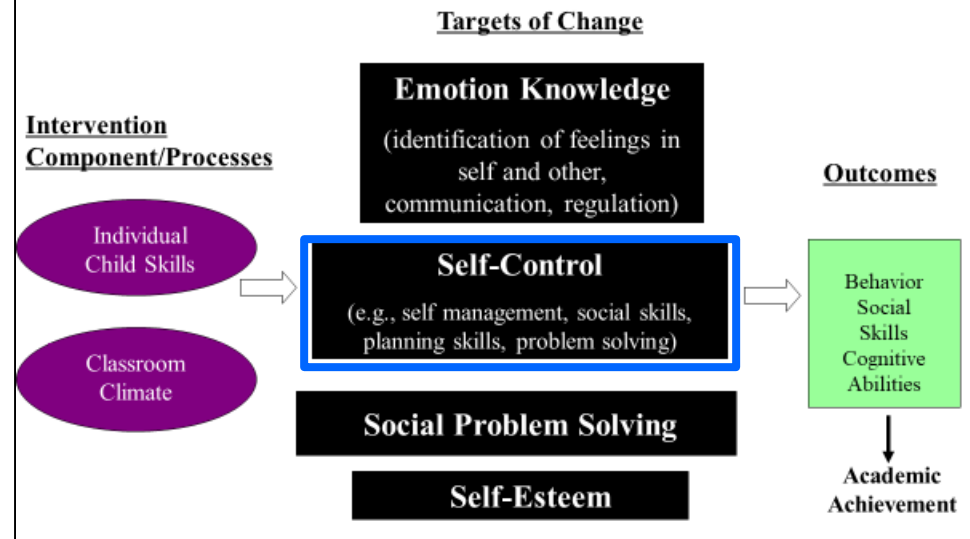 Targets of Change
Emotion Knowledge
(identification of feelings in
self and other,
communication, regulation)
Intervention
Component/Processes
Individual
Child Skills
Classroom
Climate
Self-Control
(e.g., self management, social skills,
planning skills, problem solving)
Social Problem Solving
Self-Esteem
Outcomes
Behavior
Social
Skills
Cognitive
Abilities
Academic
Achievement